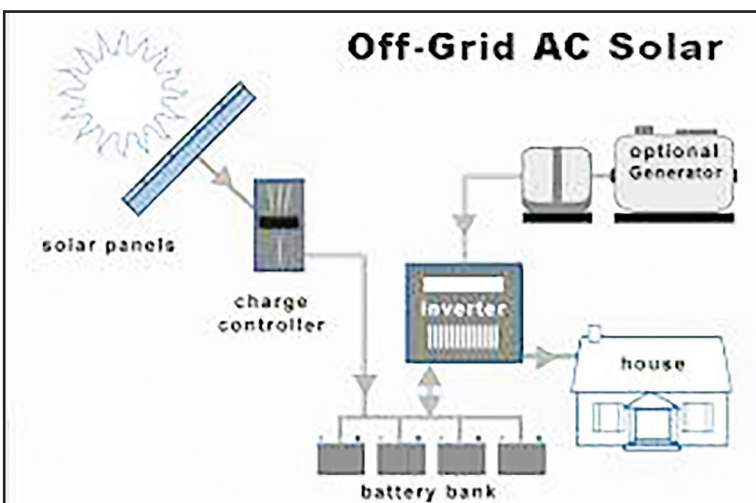 Off-Grid AC Solar
optional
Generator
solar panels
charge
controller
inverter
house
battery bank